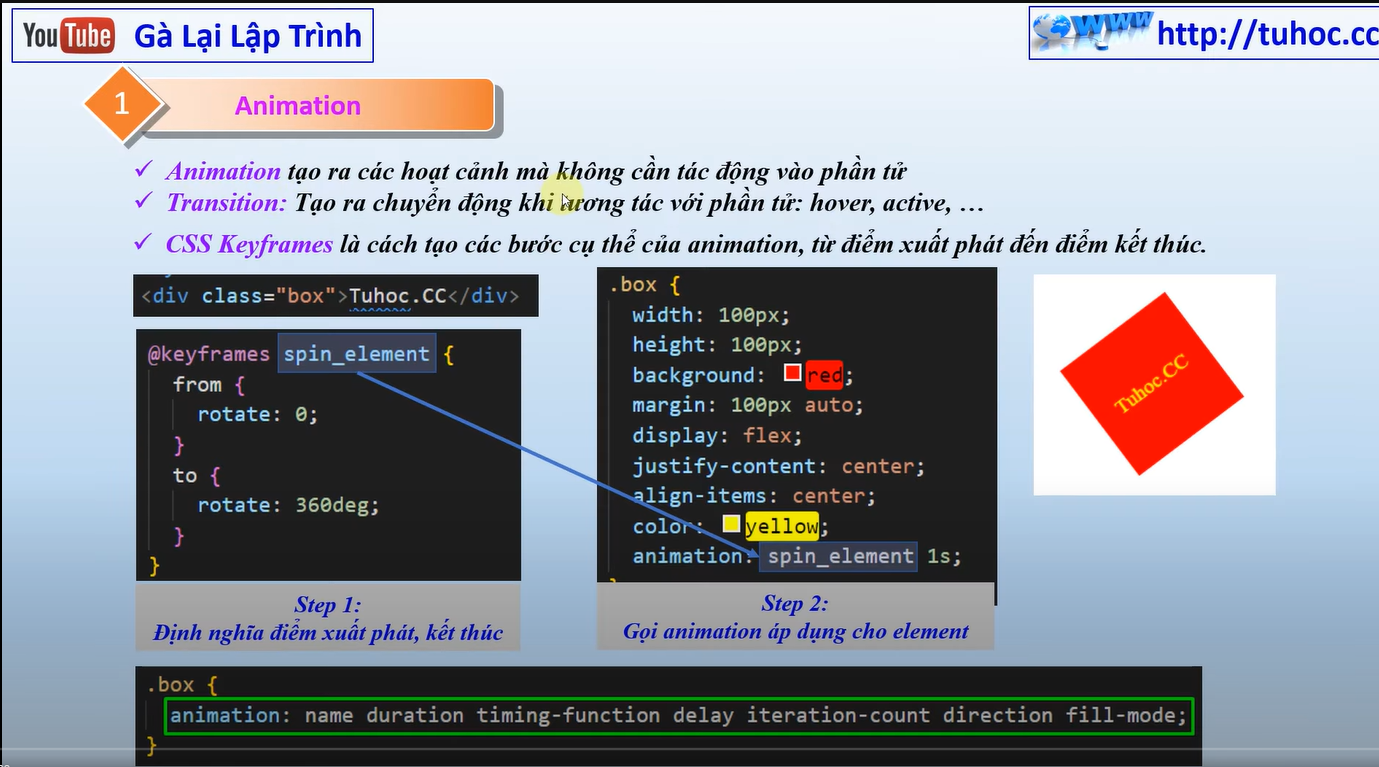 YouTube Gà Lại Lập Trình
www http://tuhoc.cc
1 Animation
✓ Animation tạo ra các hoạt cảnh mà không cần tác động vào phần tử
✓ Transition: Tạo ra chuyển động khi tương tác với phần tử: hover, active, …
✓ CSS Keyframes là cách tạo các bước cụ thể của animation, từ điểm xuất phát đến điểm kết thúc.
<div class="box">Tuhoc.CC</div>
@keyframes spin_element {
from {
rotate: 0;
}
to {
rotate: 360deg;
}
}
Step 1:
Định nghĩa điểm xuất phát, kết thúc
.box {
width: 100px;
height: 100px;
background: red;
margin: 100px auto;
display: flex;
justify-content: center;
align-items: center;
color: yellow;
animation: spin_element 1s;
Step 2:
Gọi animation áp dụng cho element
Tuhoc.CC
.box {
animation: name duration timing-function delay iteration-count direction fill-mode;
}